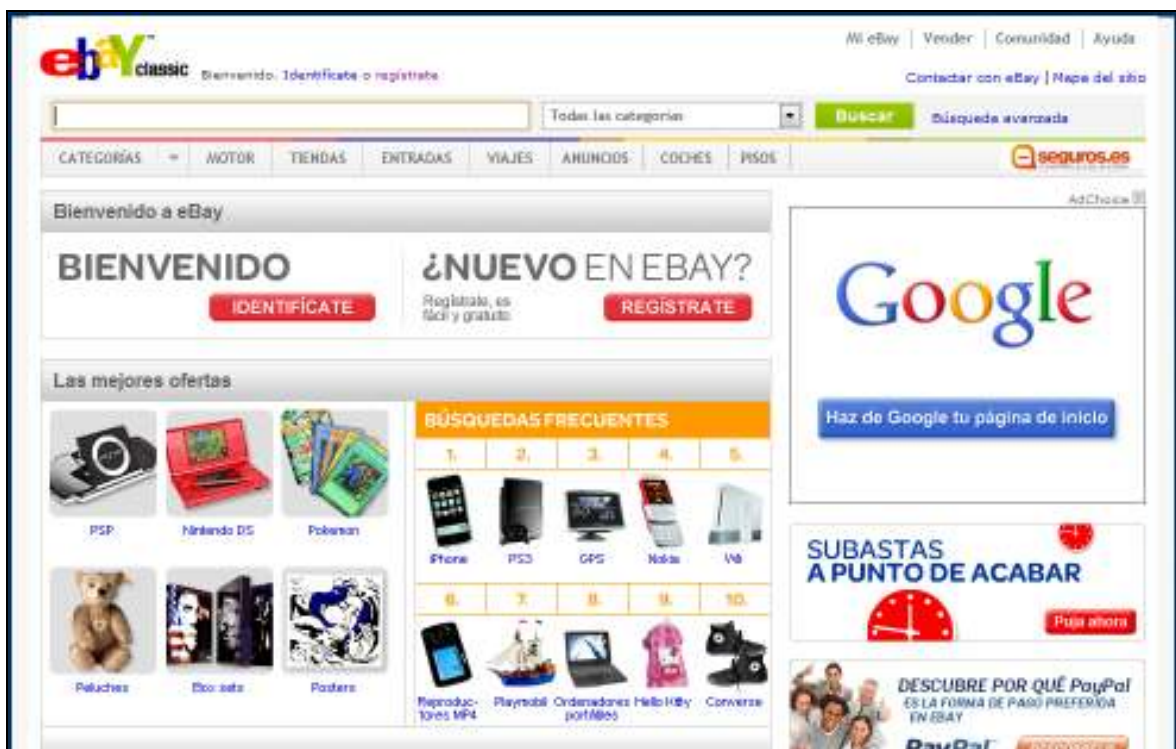 Mi eBay | Vender | Comunidad | Ayuda
ebay classic
Bienvenido. Identifícate o regístrate
Contactar con eBay | Mapa del sitio
Todas las categorías
Buscar
Búsqueda avanzada
CATEGORÍAS MOTOR TIENDAS ENTRADAS VIAJES ANUNCIOS COCHES PISOS
seguros.es
AdChoice
Bienvenido a eBay
BIENVENIDO
IDENTIFÍCATE
¿NUEVO EN EBAY?
Regístrate, es
fácil y gratuito
REGÍSTRATE
Google
Haz de Google tu página de inicio
Las mejores ofertas
PSP Nintendo DS Pokemon
Peluches Box sets Posters
BÚSQUEDAS FRECUENTES
1. 2. 3. 4. 5.
iPhone PS3 GPS Nokia Wii
6. 7. 8. 9. 10.
Reproduc- Playmobil Ordenadores Hello Kitty Converse
tores MP4 portátiles
SUBASTAS
A PUNTO DE ACABAR
Puja ahora
DESCUBRE POR QUÉ PayPal
ES LA FORMA DE PAGO PREFERIDA
EN EBAY
PayPal